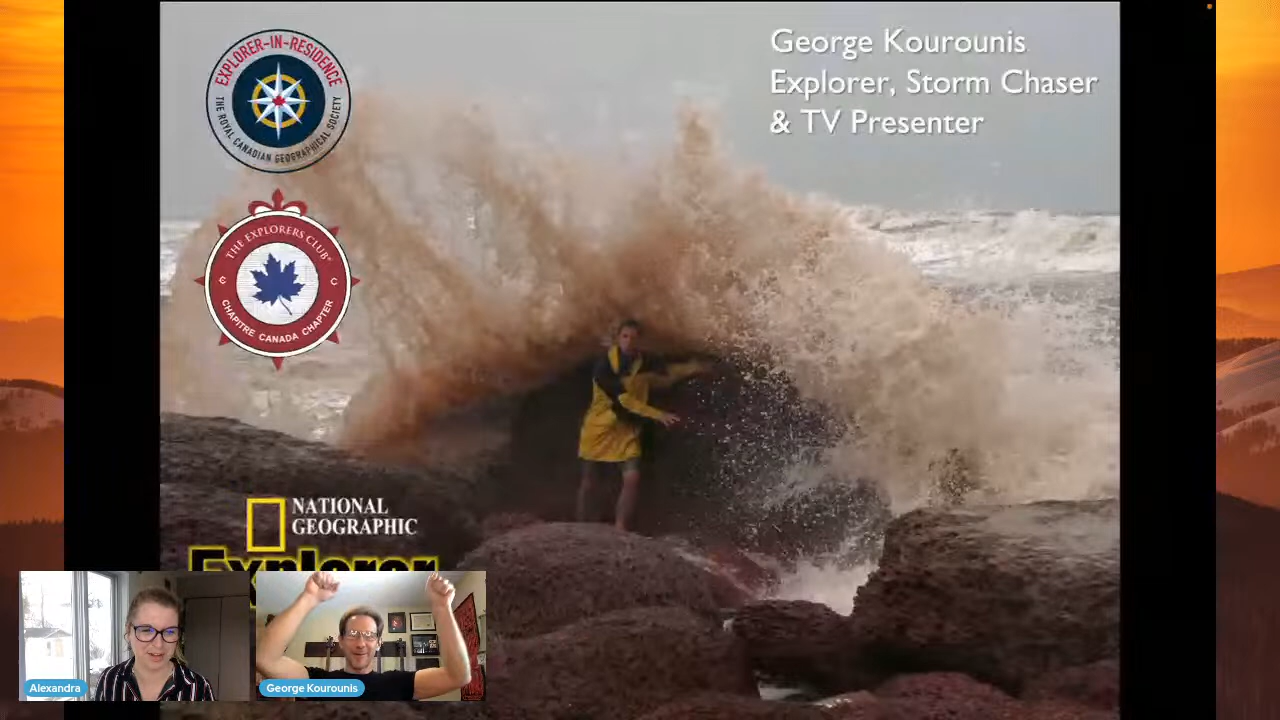 EXPLORER-IN-RESIDENCE
THE ROYAL CANADIAN GEOGRAPHICAL SOCIETY
George Kourounis
Explorer, Storm Chaser
& TV Presenter
THE EXPLORERS CLUB
CHAPITRE CANADA CHAPTER
NATIONAL
GEOGRAPHIC
Explorer
Alexandra
George Kourounis